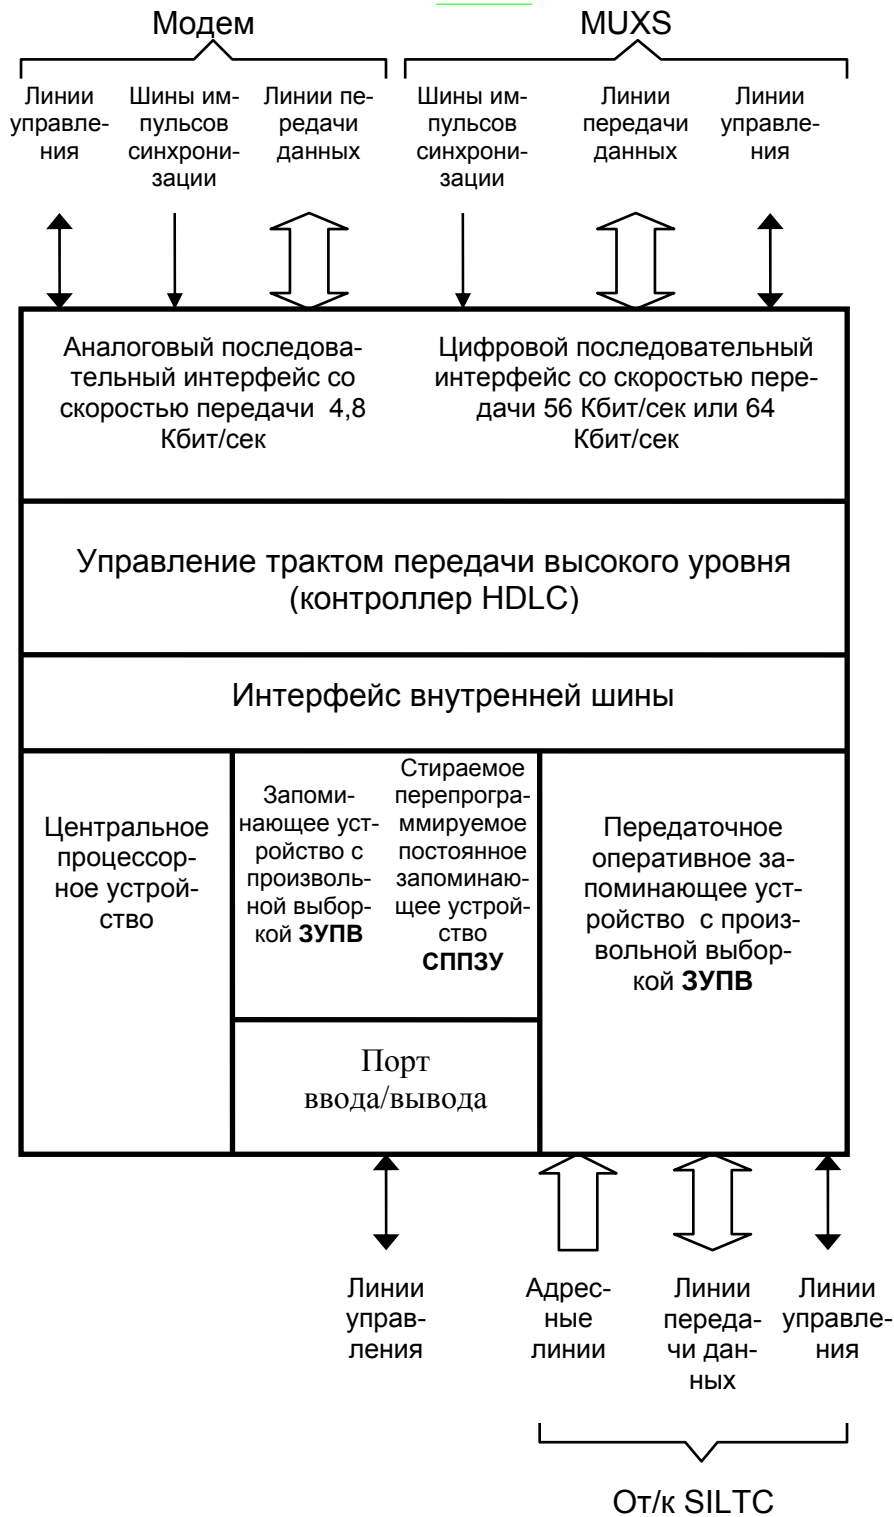 Модем
MUXS
Линии
управле-
ния
Шины им-
пульсов
синхрони-
зации
Линии пе-
редачи
данных
Шины им-
пульсов
синхрони-
зации
Линии
передачи
данных
Линии
управле-
ния
Аналоговый последова-
тельный интерфейс со
скоростью передачи 4,8
Кбит/сек
Цифровой последовательный
интерфейс со скоростью пере-
дачи 56 Кбит/сек или 64
Кбит/сек
Управление трактом передачи высокого уровня
(контроллер HDLC)
Интерфейс внутренней шины
Центральное
процессор-
ное устрой-
ство
Запоми-
нающее уст-
ройство с
произволь-
ной выбор-
кой ЗУПВ
Стираемое
перепрогра-
ммируемое
постоянное
запоминаю-
щее устрой-
ство
СППЗУ
Передаточное
оперативное за-
поминающее уст-
ройство с произ-
вольной выбор-
кой ЗУПВ
Порт
ввода/вывода
Линии
управ-
ления
Адрес-
ные
линии
Линии
переда-
чи дан-
ных
Линии
управле-
ния
От/к SILTC